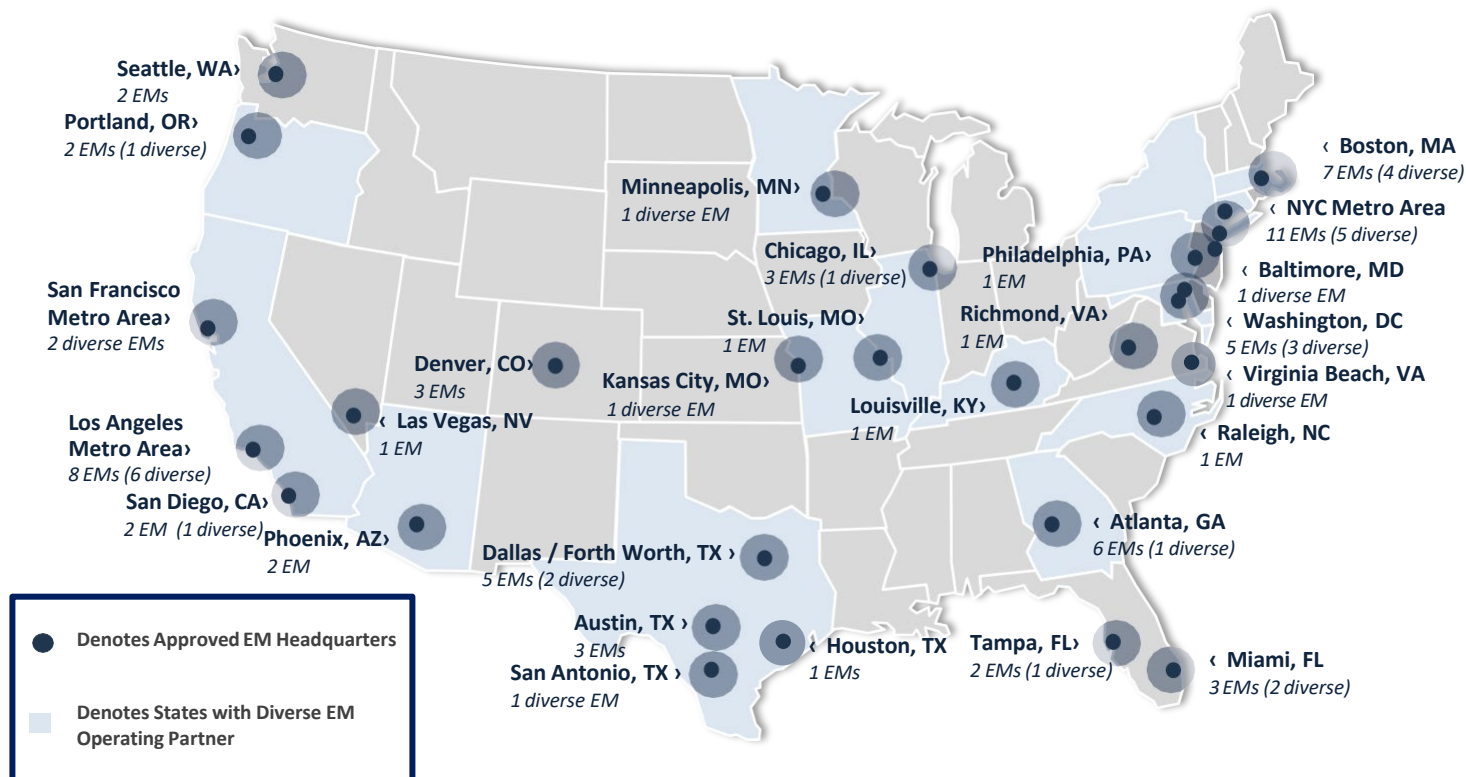 Seattle, WA›
2 EMs
Portland, OR›
2 EMs (1 diverse)
San Francisco
Metro Area›
2 diverse EMs
Los Angeles
Metro Area›
8 EMs (6 diverse)
San Diego, CA›
2 EM (1 diverse)
Phoenix, AZ›
2 EM
‹ Las Vegas, NV
1 EM
Denver, CO›
3 EMs
Minneapolis, MN›
1 diverse EM
Chicago, IL›
3 EMs (1 diverse)
St. Louis, MO›
1 EM
Kansas City, MO›
1 diverse EM
Louisville, KY›
1 EM
Dallas / Forth Worth, TX ›
5 EMs (2 diverse)
Austin, TX ›
3 EMs
San Antonio, TX ›
1 diverse EM
‹ Houston, TX
1 EMs
‹ Boston, MA
7 EMs (4 diverse)
‹ NYC Metro Area
11 EMs (5 diverse)
Philadelphia, PA›
1 EM
‹ Baltimore, MD
1 diverse EM
Richmond, VA›
1 EM
‹ Washington, DC
5 EMs (3 diverse)
‹ Virginia Beach, VA
1 diverse EM
‹ Raleigh, NC
1 EM
‹ Atlanta, GA
6 EMs (1 diverse)
Tampa, FL›
2 EMs (1 diverse)
‹ Miami, FL
3 EMs (2 diverse)
Denotes Approved EM Headquarters
Denotes States with Diverse EM
Operating Partner